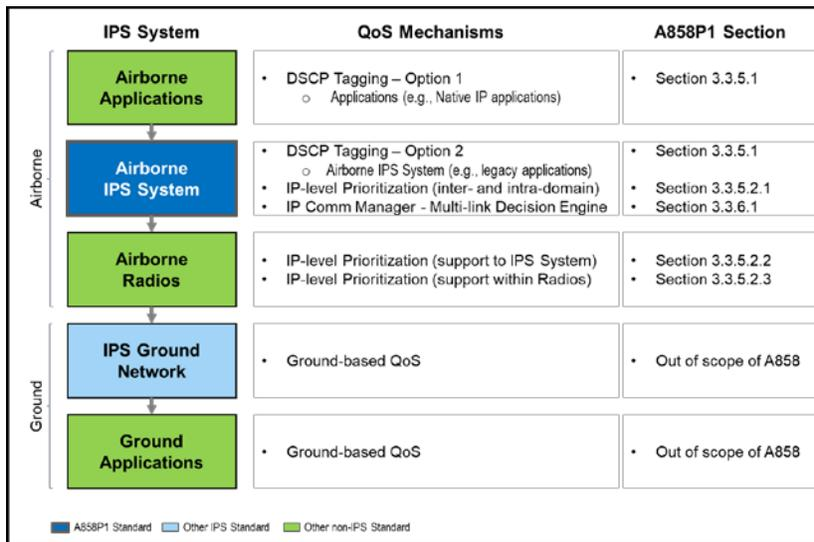 IPS System QoS Mechanisms A858P1 Section
Airborne
Airborne
Applications
• DSCP Tagging – Option 1
o Applications (e.g., Native IP applications)
• Section 3.3.5.1
Airborne
IPS System
• DSCP Tagging – Option 2
o Airborne IPS System (e.g., legacy applications)
• IP-level Prioritization (inter- and intra-domain)
• IP Comm Manager - Multi-link Decision Engine
• Section 3.3.5.1
• Section 3.3.5.2.1
• Section 3.3.6.1
Airborne
Radios
• IP-level Prioritization (support to IPS System)
• IP-level Prioritization (support within Radios)
• Section 3.3.5.2.2
• Section 3.3.5.2.3
Ground
IPS Ground
Network
• Ground-based QoS
• Out of scope of A858
Ground
Applications
• Ground-based QoS
• Out of scope of A858
A858P1 Standard Other IPS Standard Other non-IPS Standard